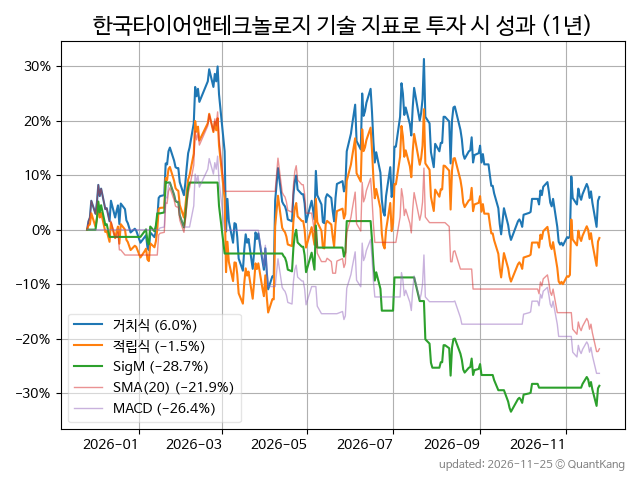 한국타이어앤테크놀로지 기술 지표로 투자 시 성과 (1년)
30%
20%
10%
0%
−10%
−20%
−30%
거치식 (6.0%)
적립식 (−1.5%)
SigM (−28.7%)
SMA(20) (−21.9%)
MACD (−26.4%)
2026-01
2026-03
2026-05
2026-07
2026-09
2026-11
updated: 2026-11-25 © QuantKang